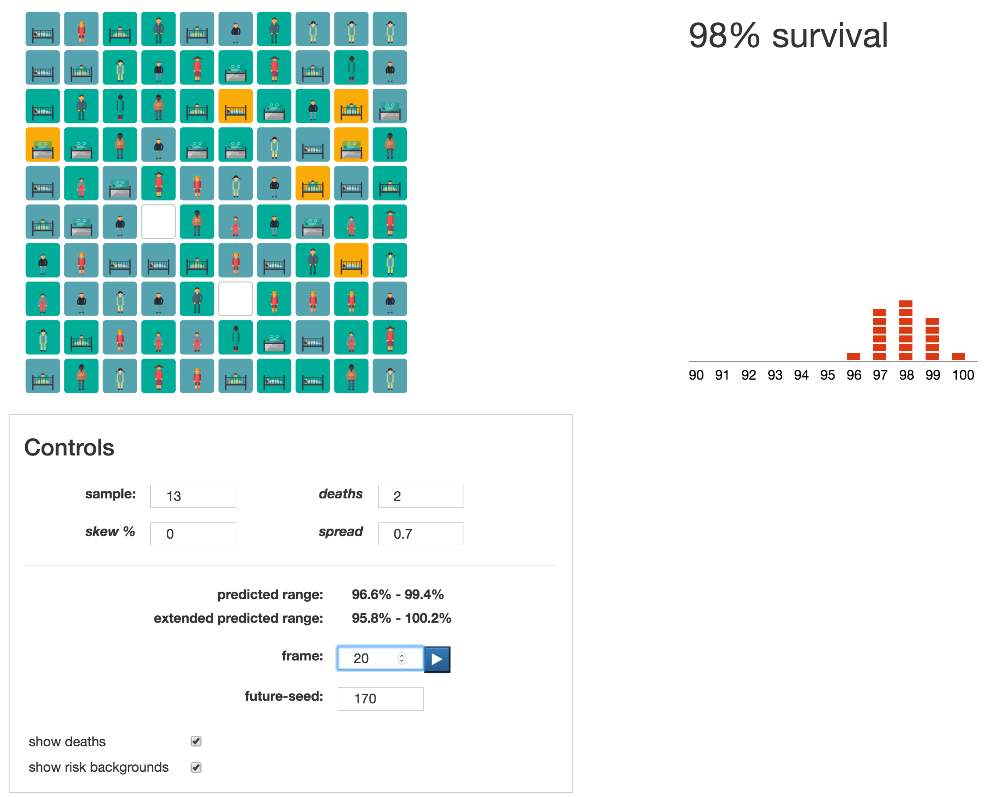 98% survival
90 91 92 93 94 95 96 97 98 99 100
Controls
sample: 13 deaths 2
skew % 0 spread 0.7
predicted range: 96.6% - 99.4%
extended predicted range: 95.8% - 100.2%
frame: 20
future-seed: 170
show deaths
show risk backgrounds